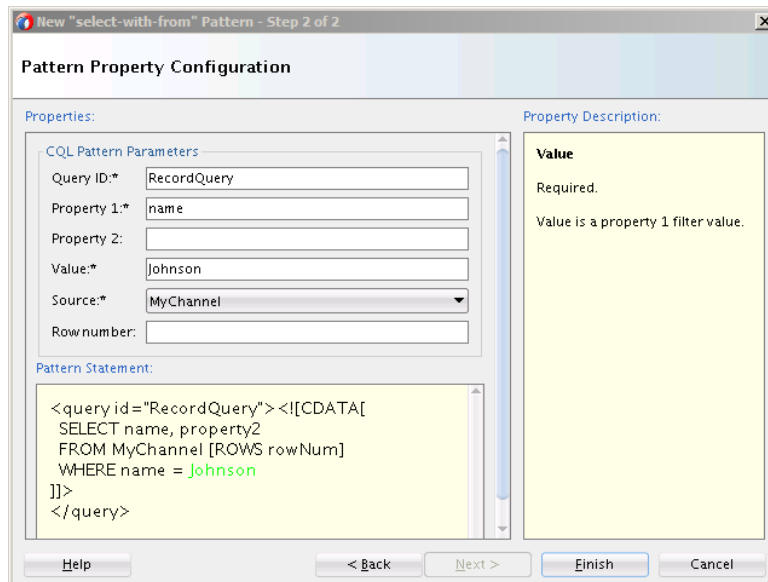 New "select-with-from" Pattern - Step 2 of 2
Pattern Property Configuration
Properties:
CQL Pattern Parameters
Query ID:* RecordQuery
Property 1:* name
Property 2:
Value:* Johnson
Source:* MyChannel
Row number:
Pattern Statement:
<query id="RecordQuery"><![CDATA[
SELECT name, property2
FROM MyChannel [ROWS rowNum]
WHERE name = Johnson
]]>
</query>
Property Description:
Value
Required.
Value is a property 1 filter value.
Help < Back Next > Finish Cancel